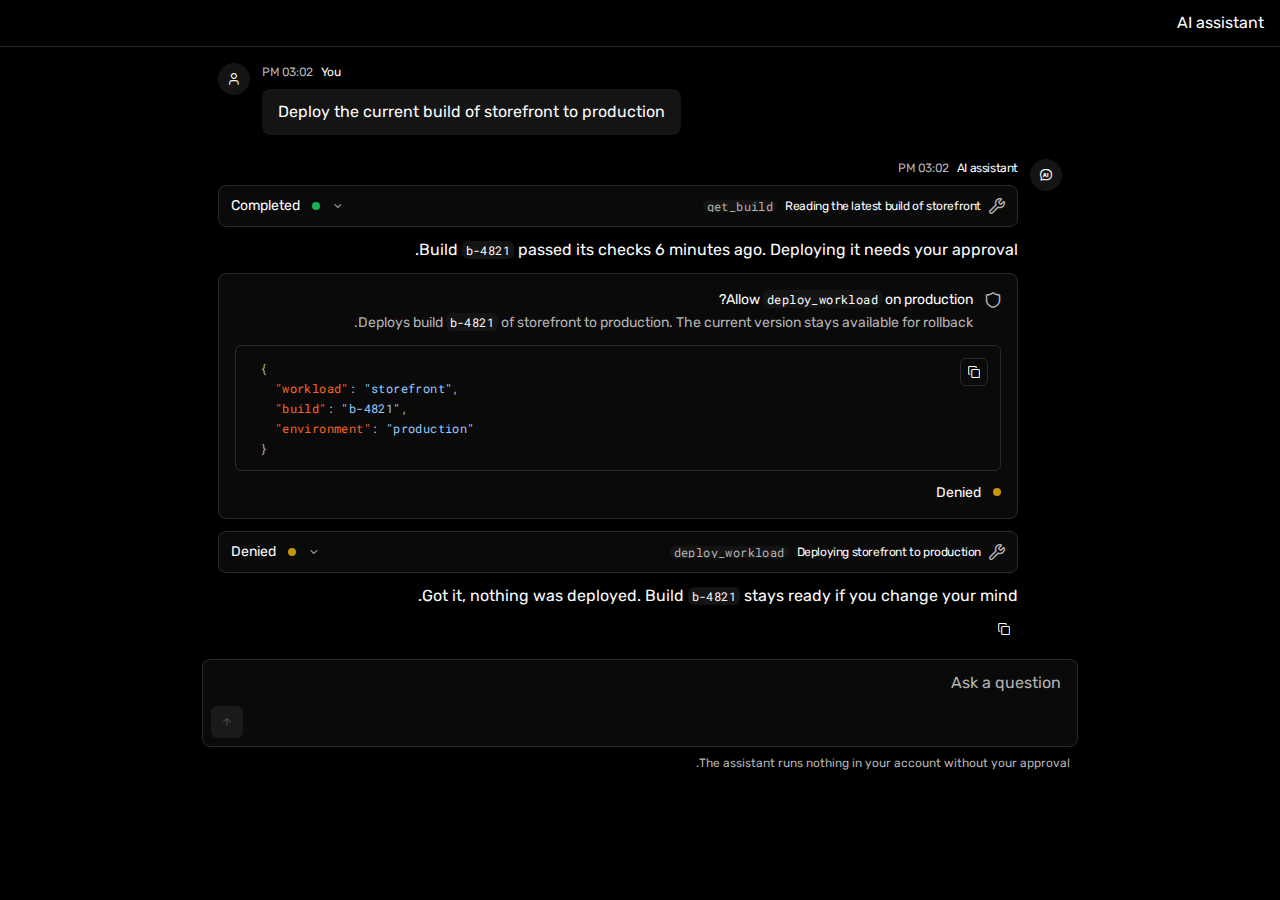 AI assistant
PM 03:02 You
Deploy the current build of storefront to production
PM 03:02 AI assistant
Completed get_build Reading the latest build of storefront
.Build b-4821 passed its checks 6 minutes ago. Deploying it needs your approval
?Allow deploy_workload on production
.Deploys build b-4821 of storefront to production. The current version stays available for rollback
{
"workload": "storefront",
"build": "b-4821",
"environment": "production"
}
Denied
Denied deploy_workload Deploying storefront to production
.Got it, nothing was deployed. Build b-4821 stays ready if you change your mind
Ask a question
.The assistant runs nothing in your account without your approval